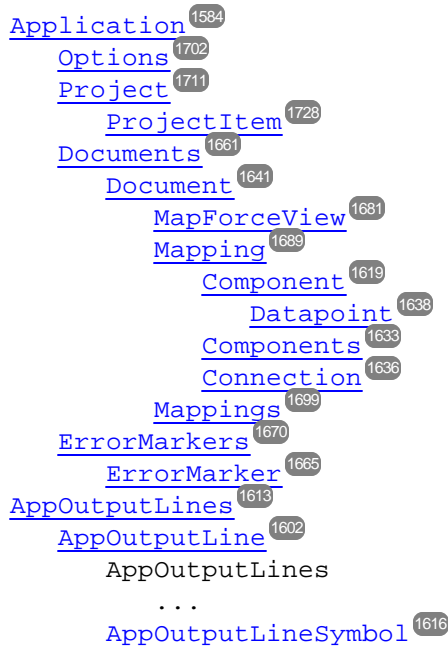 Application 1584
Options 1702
Project 1711
ProjectItem 1728
Documents 1661
Document 1641
MapForceView 1681
Mapping 1689
Component 1619
Datapoint 1638
Components 1633
Connection 1636
Mappings 1699
ErrorMarkers 1670
ErrorMarker 1665
AppOutputLines 1613
AppOutputLine 1602
AppOutputLines
...
AppOutputLineSymbol 1616